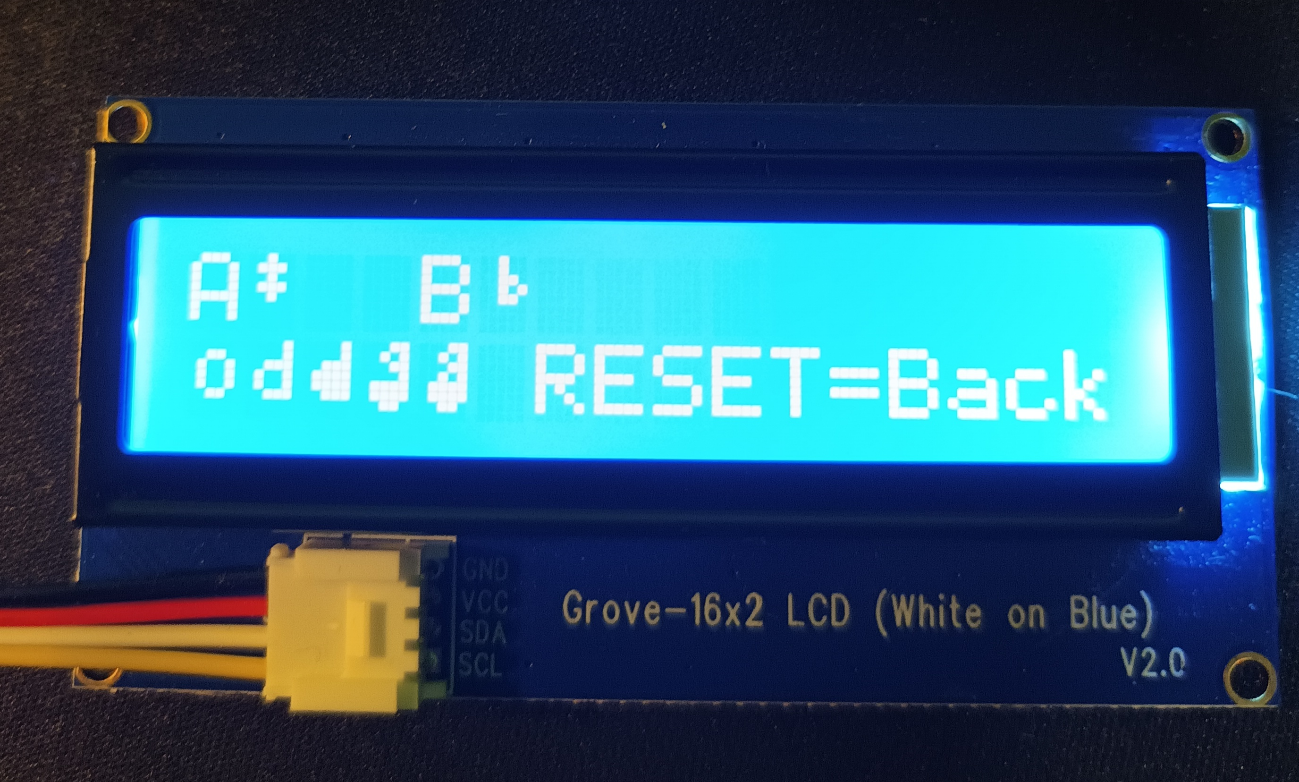 A‡ B
RESET=Back
GND
VCC
SDA
SCL
Grove-16x2 LCD (White on Blue)
V2.0